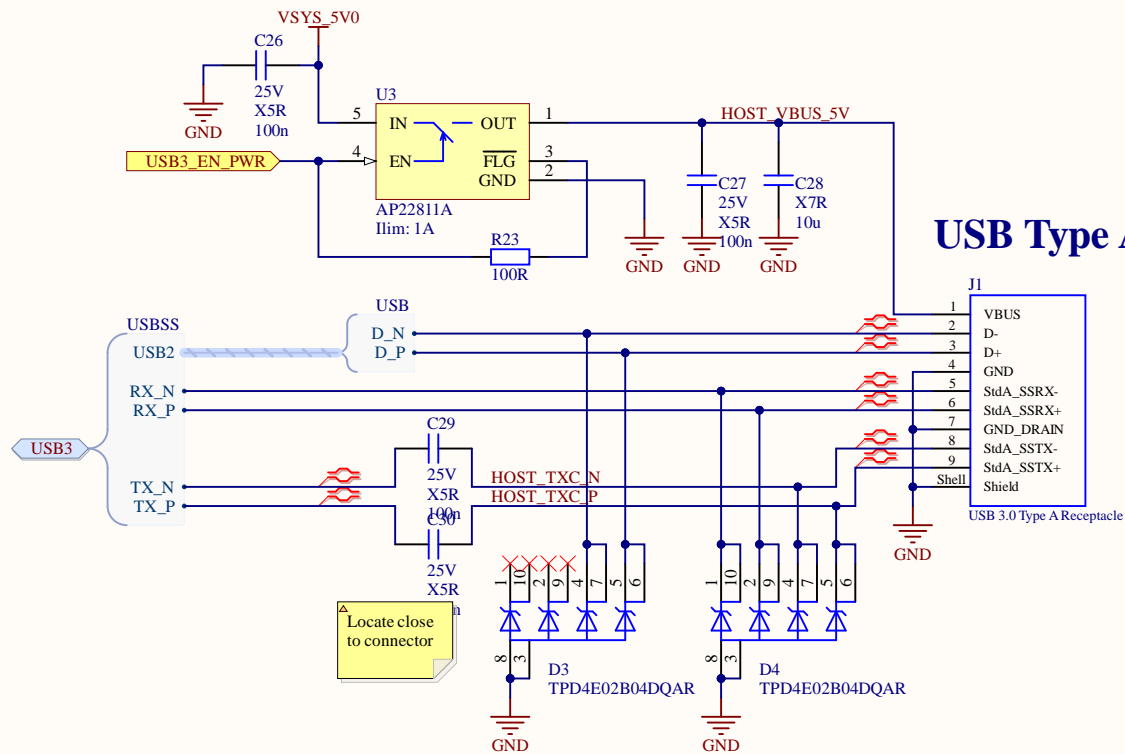 VSYS_5V0
C26
25V
X5R
100n
GND
U3
5
IN
OUT
1
HOST_VBUS_5V
USB3_EN_PWR
4
EN
FLG
3
GND
2
AP22811A
Ilim: 1A
R23
100R
GND
C27
25V
X5R
100n
GND
C28
X7R
10u
GND
USB Type A
J1
1
VBUS
2
D-
3
D+
4
GND
5
StdA_SSRX-
6
StdA_SSRX+
7
GND_DRAIN
8
StdA_SSTX-
9
StdA_SSTX+
Shell
Shield
USB 3.0 Type A Receptacle
GND
USB
D_N
D_P
USBSS
USB2
RX_N
RX_P
USB3
TX_N
TX_P
C29
25V
X5R
100n
HOST_TXC_N
HOST_TXC_P
C30
25V
X5R
Locate close
to connector
1
10
2
9
4
7
5
6
8
3
D3
TPD4E02B04DQAR
GND
1
10
2
9
4
7
5
6
8
3
D4
TPD4E02B04DQAR
GND